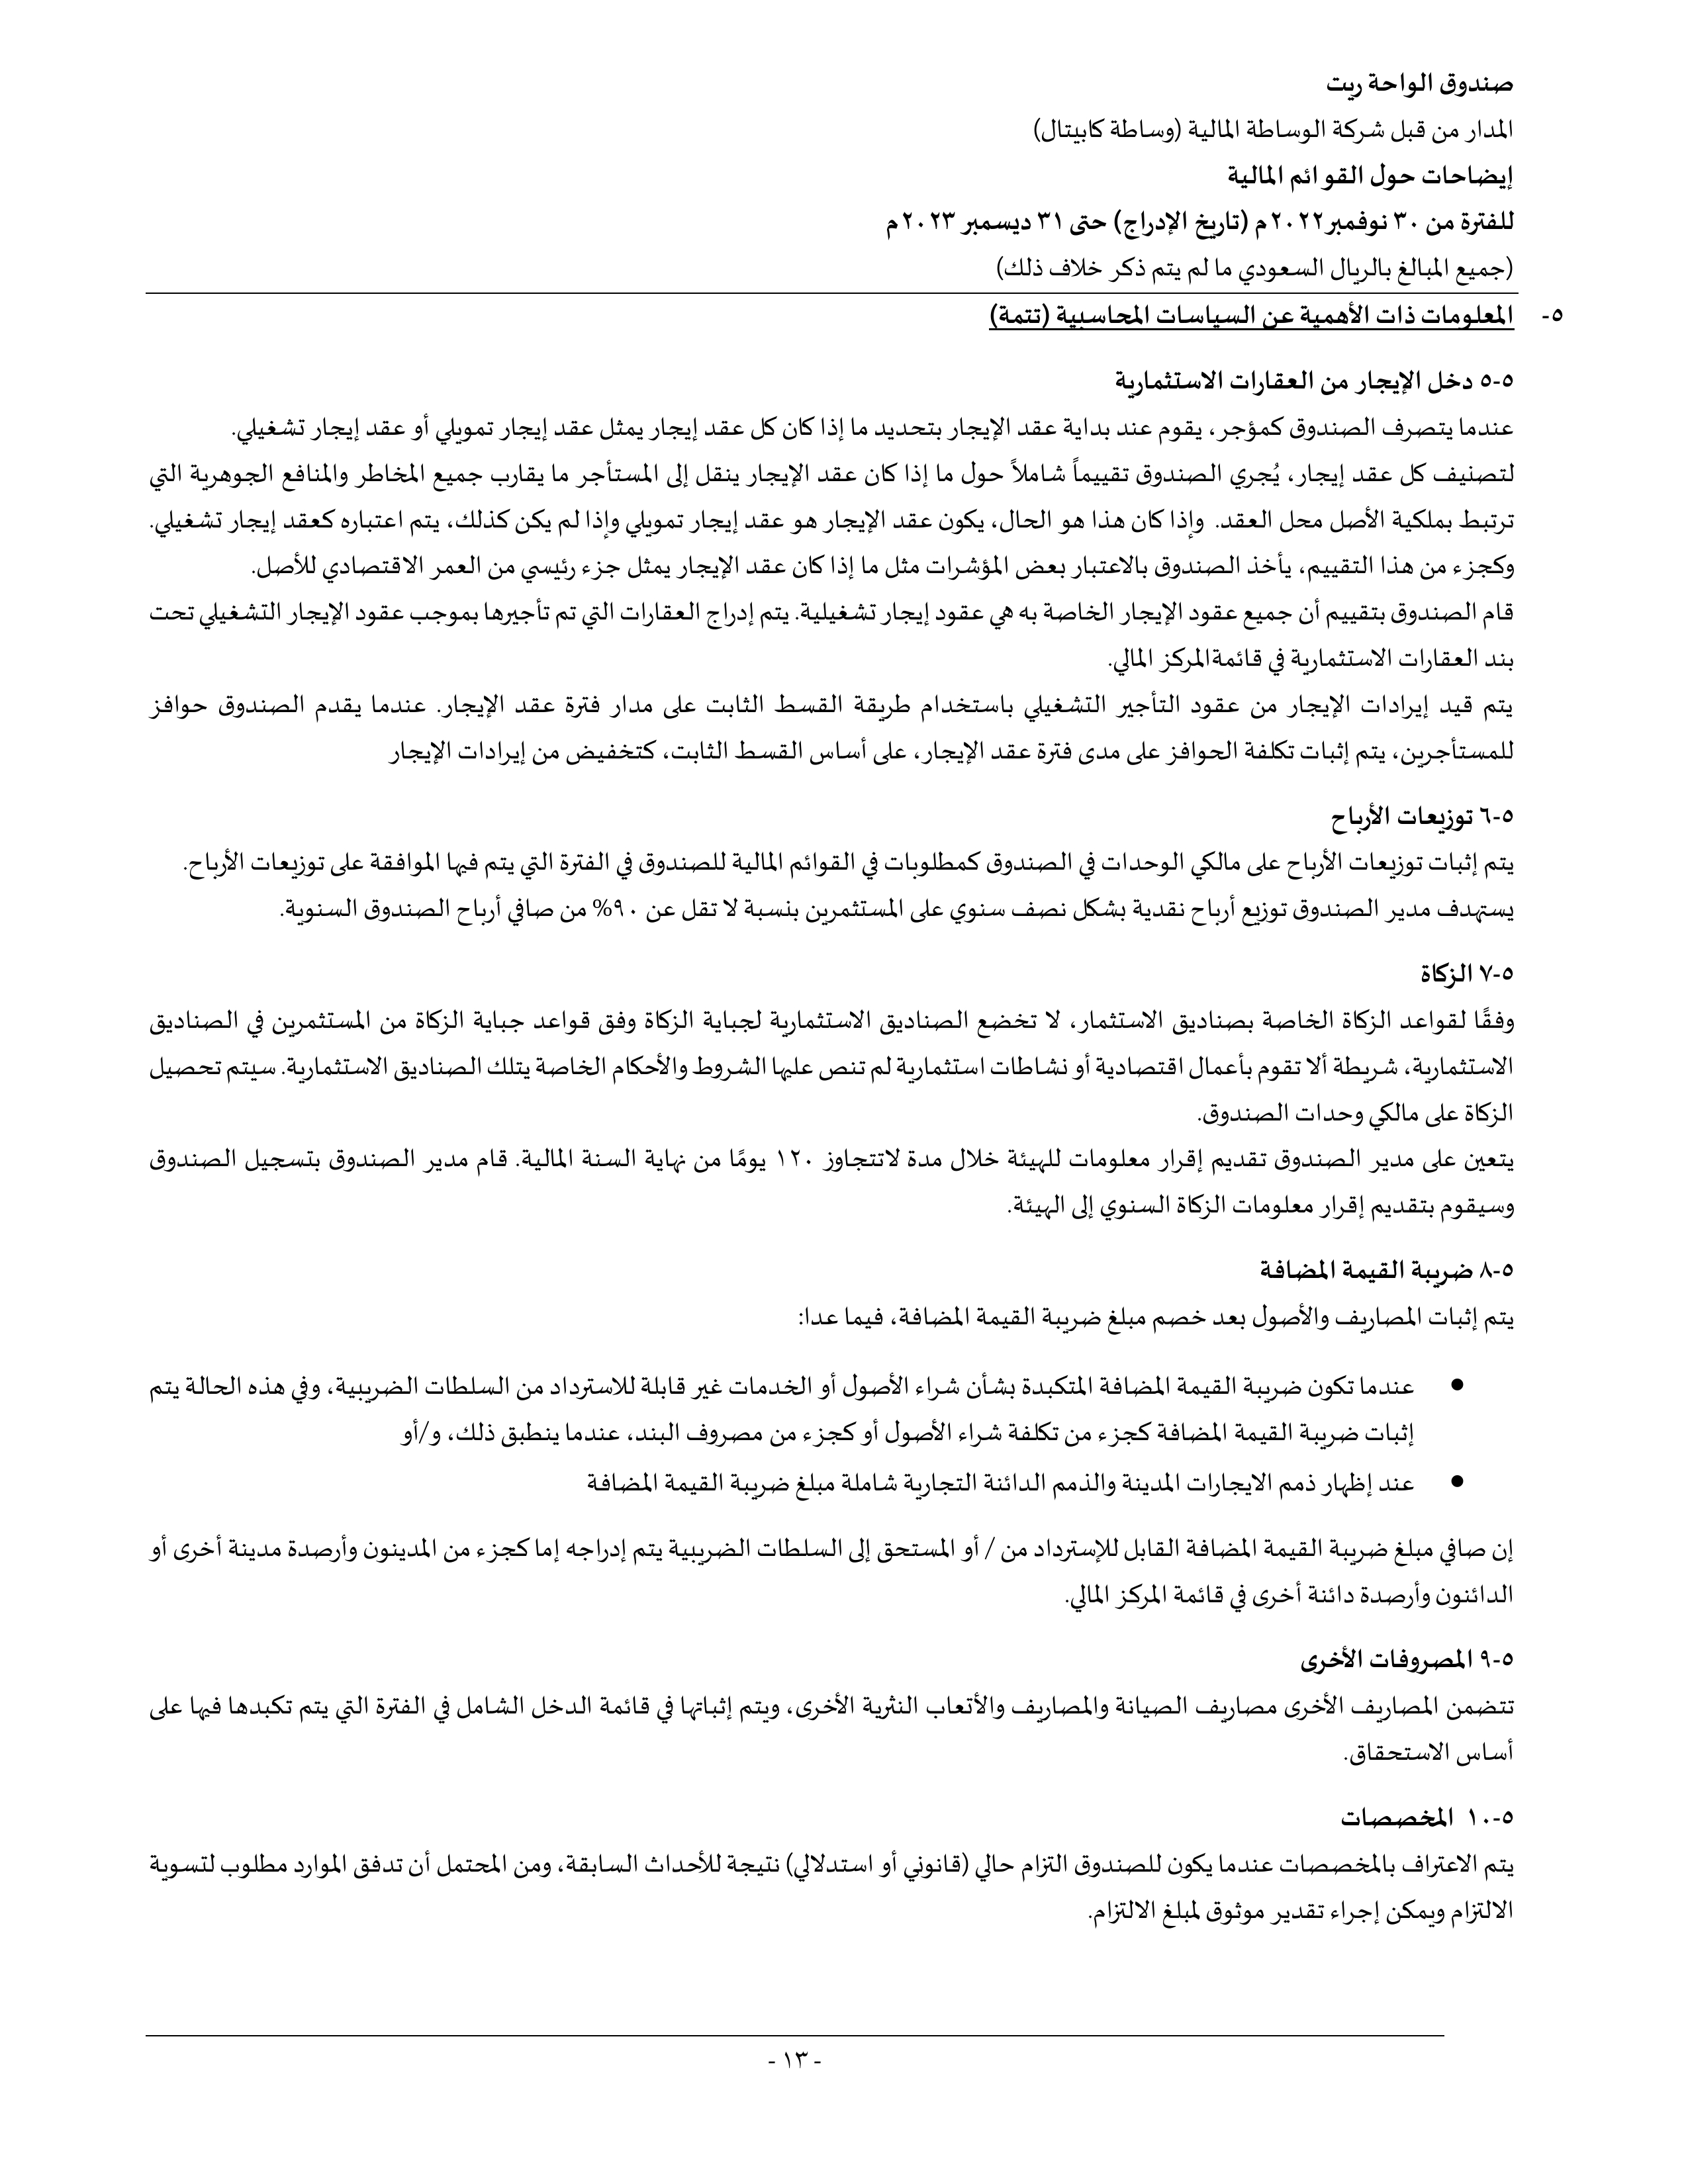 صندوق الواحة ريت
المدار من قبل شركة الوساطة المالية (وساطة كابيتال)
إيضاحات حول القوائم المالية
للفترة من ٣٠ نوفمبر٢٠٢٢م (تاريخ الإدراج) حتى ٣١ ديسمبر ٢٠٢٣م
(جميع المبالغ بالريال السعودي ما لم يتم ذكر خلاف ذلك)
٥- المعلومات ذات الأهمية عن السياسات المحاسبية (تتمة)
٥-٥ دخل الإيجار من العقارات الاستثمارية
عندما يتصرف الصندوق كمؤجر، يقوم عند بداية عقد الإيجار بتحديد ما إذا كان كل عقد إيجار يمثل عقد إيجار تمويلي أو عقد إيجار تشغيلي.
لتصنيف كل عقد إيجار، يُجري الصندوق تقييماً شاملاً حول ما إذا كان عقد الإيجار ينقل إلى المستأجر ما يقارب جميع المخاطر والمنافع الجوهرية التي
ترتبط بملكية الأصل محل العقد. وإذا كان هذا هو الحال، يكون عقد الإيجار هو عقد إيجار تمويلي وإذا لم يكن كذلك، يتم اعتباره كعقد إيجار تشغيلي.
وكجزء من هذا التقييم، يأخذ الصندوق بالاعتبار بعض المؤشرات مثل ما إذا كان عقد الإيجار يمثل جزء رئيسي من العمر الاقتصادي للأصل.
قام الصندوق بتقييم أن جميع عقود الإيجار الخاصة به هي عقود إيجار تشغيلية. يتم إدراج العقارات التي تم تأجيرها بموجب عقود الإيجار التشغيلي تحت
بند العقارات الاستثمارية في قائمةالمركز المالي.
يتم قيد إيرادات الإيجار من عقود التأجير التشغيلي باستخدام طريقة القسط الثابت على مدار فترة عقد الإيجار. عندما يقدم الصندوق حوافز
للمستأجرين، يتم إثبات تكلفة الحوافز على مدى فترة عقد الإيجار، على أساس القسط الثابت، كتخفيض من إيرادات الإيجار
٥-٦ توزيعات الأرباح
يتم إثبات توزيعات الأرباح على مالكي الوحدات في الصندوق كمطلوبات في القوائم المالية للصندوق في الفترة التي يتم فيها الموافقة على توزيعات الأرباح.
يستهدف مدير الصندوق توزيع أرباح نقدية بشكل نصف سنوي على المستثمرين بنسبة لا تقل عن ٩٠% من صافي أرباح الصندوق السنوية.
٥-٧ الزكاة
وفقًا لقواعد الزكاة الخاصة بصناديق الاستثمار، لا تخضع الصناديق الاستثمارية لجباية الزكاة وفق قواعد جباية الزكاة من المستثمرين في الصناديق
الاستثمارية، شريطة ألا تقوم بأعمال اقتصادية أو نشاطات استثمارية لم تنص عليها الشروط والأحكام الخاصة يتلك الصناديق الاستثمارية. سيتم تحصيل
الزكاة على مالكي وحدات الصندوق.
يتعين على مدير الصندوق تقديم إقرار معلومات للهيئة خلال مدة لاتتجاوز ١٢٠ يومًا من نهاية السنة المالية. قام مدير الصندوق بتسجيل الصندوق
وسيقوم بتقديم إقرار معلومات الزكاة السنوي إلى الهيئة.
٥-٨ ضريبة القيمة المضافة
يتم إثبات المصاريف والأصول بعد خصم مبلغ ضريبة القيمة المضافة، فيما عدا:
● عندما تكون ضريبة القيمة المضافة المتكبدة بشأن شراء الأصول أو الخدمات غير قابلة للاسترداد من السلطات الضريبية، وفي هذه الحالة يتم
إثبات ضريبة القيمة المضافة كجزء من تكلفة شراء الأصول أو كجزء من مصروف البند، عندما ينطبق ذلك، و/أو
● عند إظهار ذمم الايجارات المدينة والذمم الدائنة التجارية شاملة مبلغ ضريبة القيمة المضافة
إن صافي مبلغ ضريبة القيمة المضافة القابل للإسترداد من / أو المستحق إلى السلطات الضريبية يتم إدراجه إما كجزء من المدينون وأرصدة مدينة أخرى أو
الدائنون وأرصدة دائنة أخرى في قائمة المركز المالي.
٥-٩ المصروفات الأخرى
تتضمن المصاريف الأخرى مصاريف الصيانة والمصاريف والأتعاب النثرية الأخرى، ويتم إثباتها في قائمة الدخل الشامل في الفترة التي يتم تكبدها فيها على
أساس الاستحقاق.
٥-١٠ المخصصات
يتم الاعتراف بالمخصصات عندما يكون للصندوق التزام حالي (قانوني أو استدلالي) نتيجة للأحداث السابقة، ومن المحتمل أن تدفق الموارد مطلوب لتسوية
الالتزام ويمكن إجراء تقدير موثوق لمبلغ الالتزام.
- ١٣ -